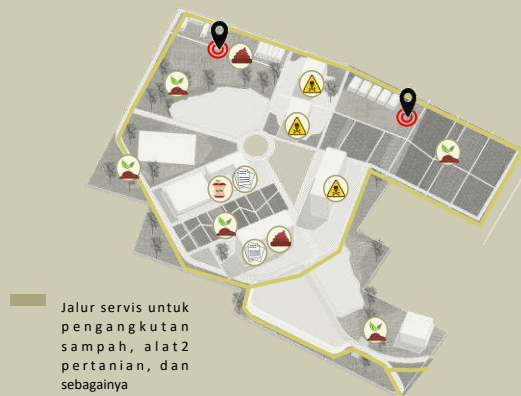 Jalur servis untuk
pengangkutan
sampah, alat2
pertanian, dan
sebagainya